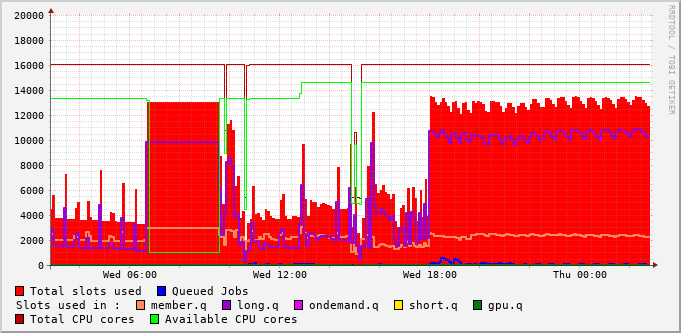 20000
18000
16000
14000
12000
10000
8000
6000
4000
2000
0
Wed 06:00 Wed 12:00 Wed 18:00 Thu 00:00
RRDTOOL / TOBI OETIKER
Total slots used Queued Jobs
Slots used in : member.q long.q ondemand.q short.q gpu.q
Total CPU cores Available CPU cores